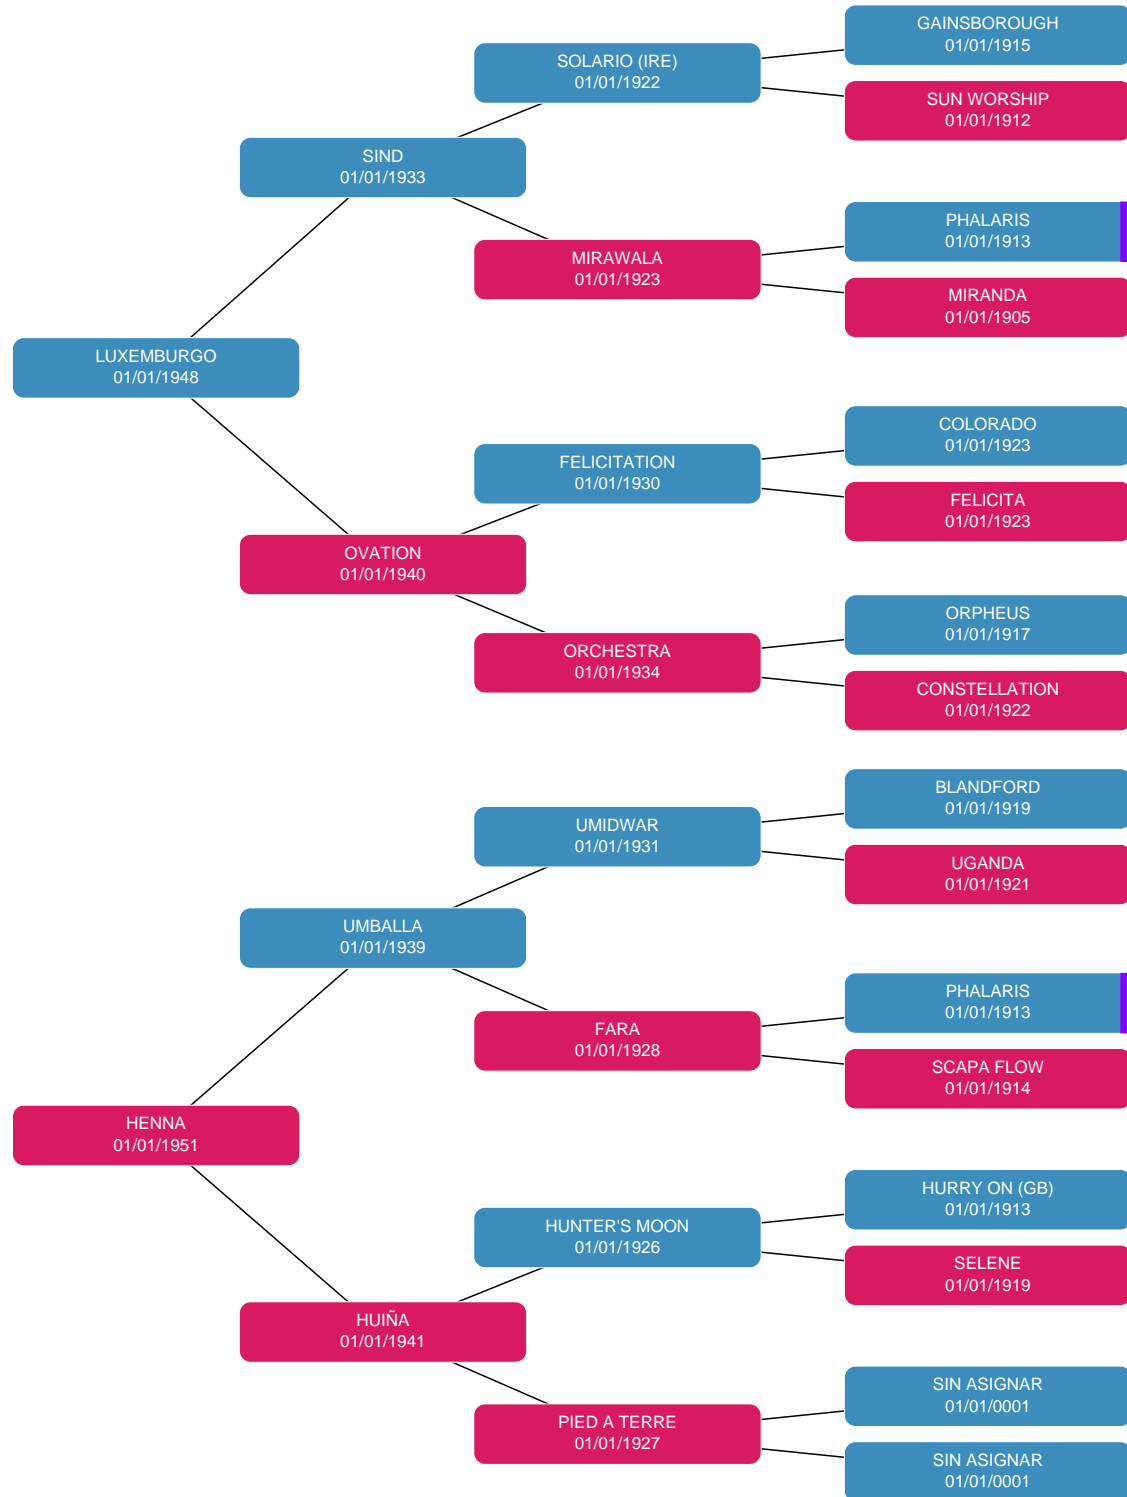 GAINSBOROUGH
01/01/1915
SOLARIO (IRE)
01/01/1922
SUN WORSHIP
01/01/1912
SIND
01/01/1933
PHALARIS
01/01/1913
MIRAWALA
01/01/1923
MIRANDA
01/01/1905
LUXEMBURGO
01/01/1948
COLORADO
01/01/1923
FELICITATION
01/01/1930
FELICITA
01/01/1923
OVATION
01/01/1940
ORPHEUS
01/01/1917
ORCHESTRA
01/01/1934
CONSTELLATION
01/01/1922
BLANDFORD
01/01/1919
UMIDWAR
01/01/1931
UGANDA
01/01/1921
UMBALLA
01/01/1939
PHALARIS
01/01/1913
FARA
01/01/1928
SCAPA FLOW
01/01/1914
HENNA
01/01/1951
HURRY ON (GB)
01/01/1913
HUNTER'S MOON
01/01/1926
SELENE
01/01/1919
HUIÑA
01/01/1941
SIN ASIGNAR
01/01/0001
PIED A TERRE
01/01/1927
SIN ASIGNAR
01/01/0001